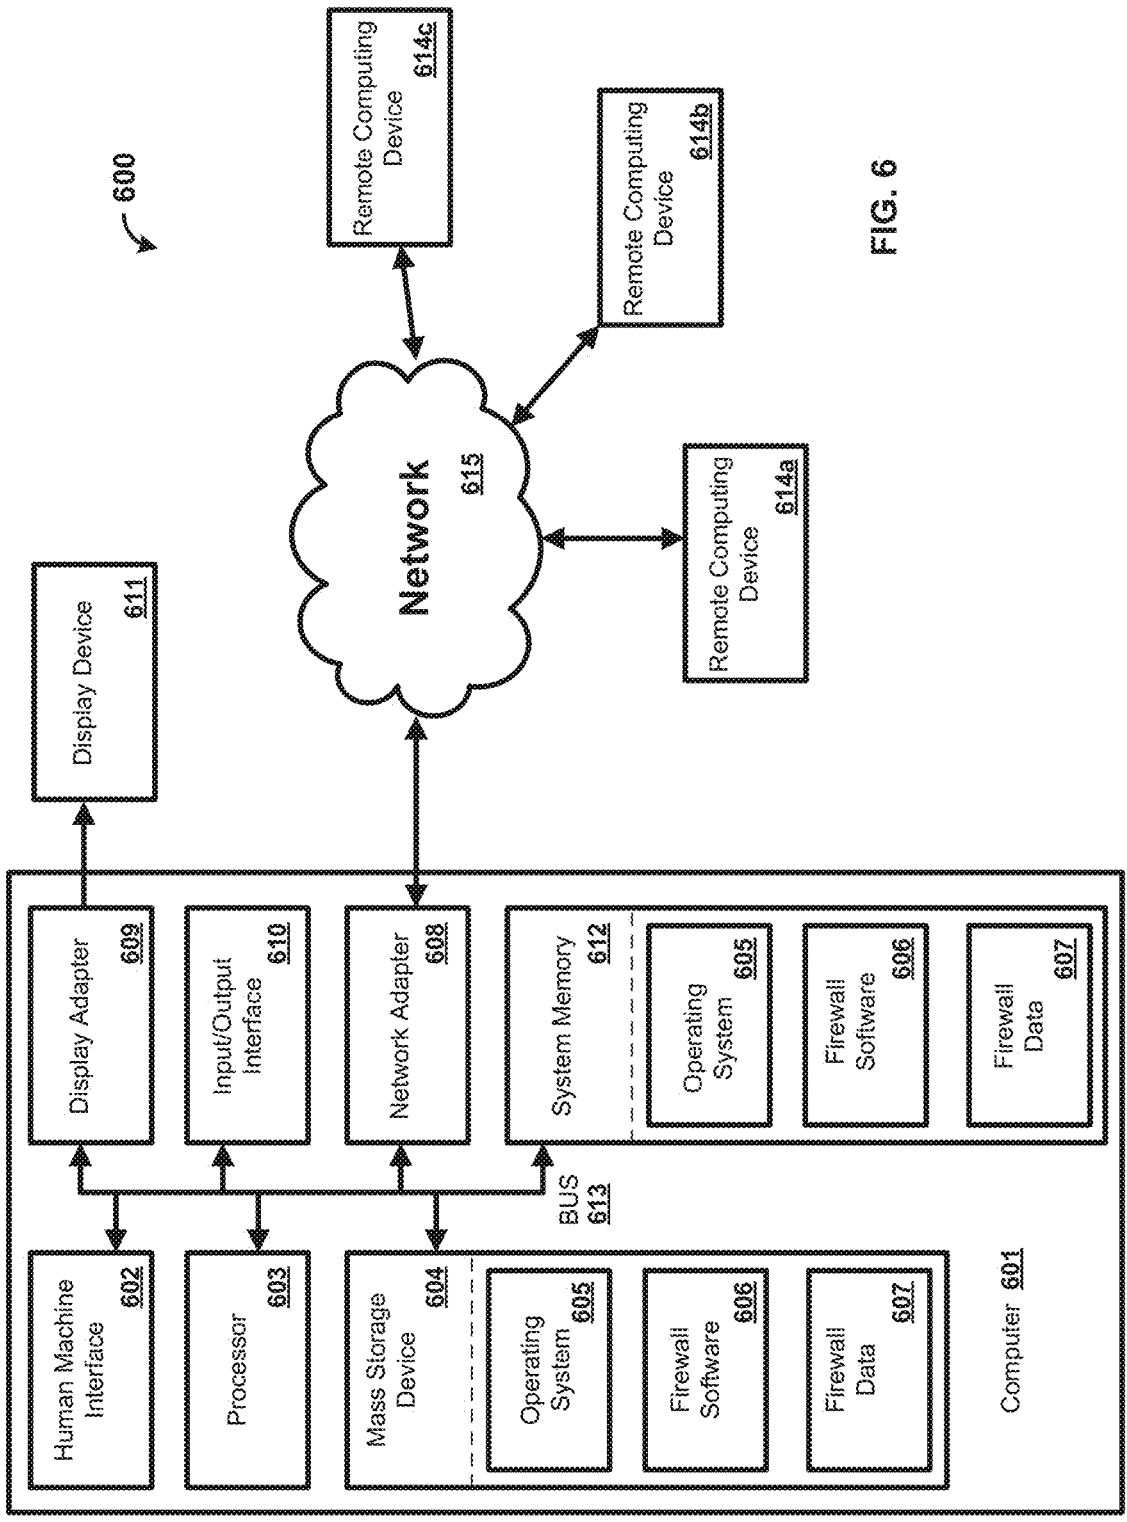 600
Human Machine
Interface
602
Processor
603
Mass Storage
Device
604
Operating
System
605
Firewall
Software
606
Firewall
Data
607
Computer 601
BUS
613
Display Adapter
609
Input/Output
Interface
610
Network Adapter
608
System Memory
612
Operating
System
605
Firewall
Software
606
Firewall
Data
607
Display Device
611
Network
615
Remote Computing
Device
614a
Remote Computing
Device
614b
Remote Computing
Device
614c
FIG. 6